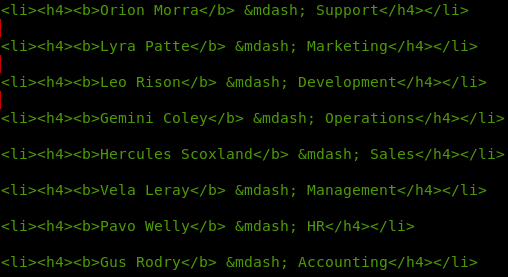 <li><h4><b>Orion Morra</b> &mdash; Support</h4></li>
<li><h4><b>Lyra Patte</b> &mdash; Marketing</h4></li>
<li><h4><b>Leo Rison</b> &mdash; Development</h4></li>
<li><h4><b>Gemini Coley</b> &mdash; Operations</h4></li>
<li><h4><b>Hercules Scoxland</b> &mdash; Sales</h4></li>
<li><h4><b>Vela Leray</b> &mdash; Management</h4></li>
<li><h4><b>Pavo Welly</b> &mdash; HR</h4></li>
<li><h4><b>Gus Rodry</b> &mdash; Accounting</h4></li>